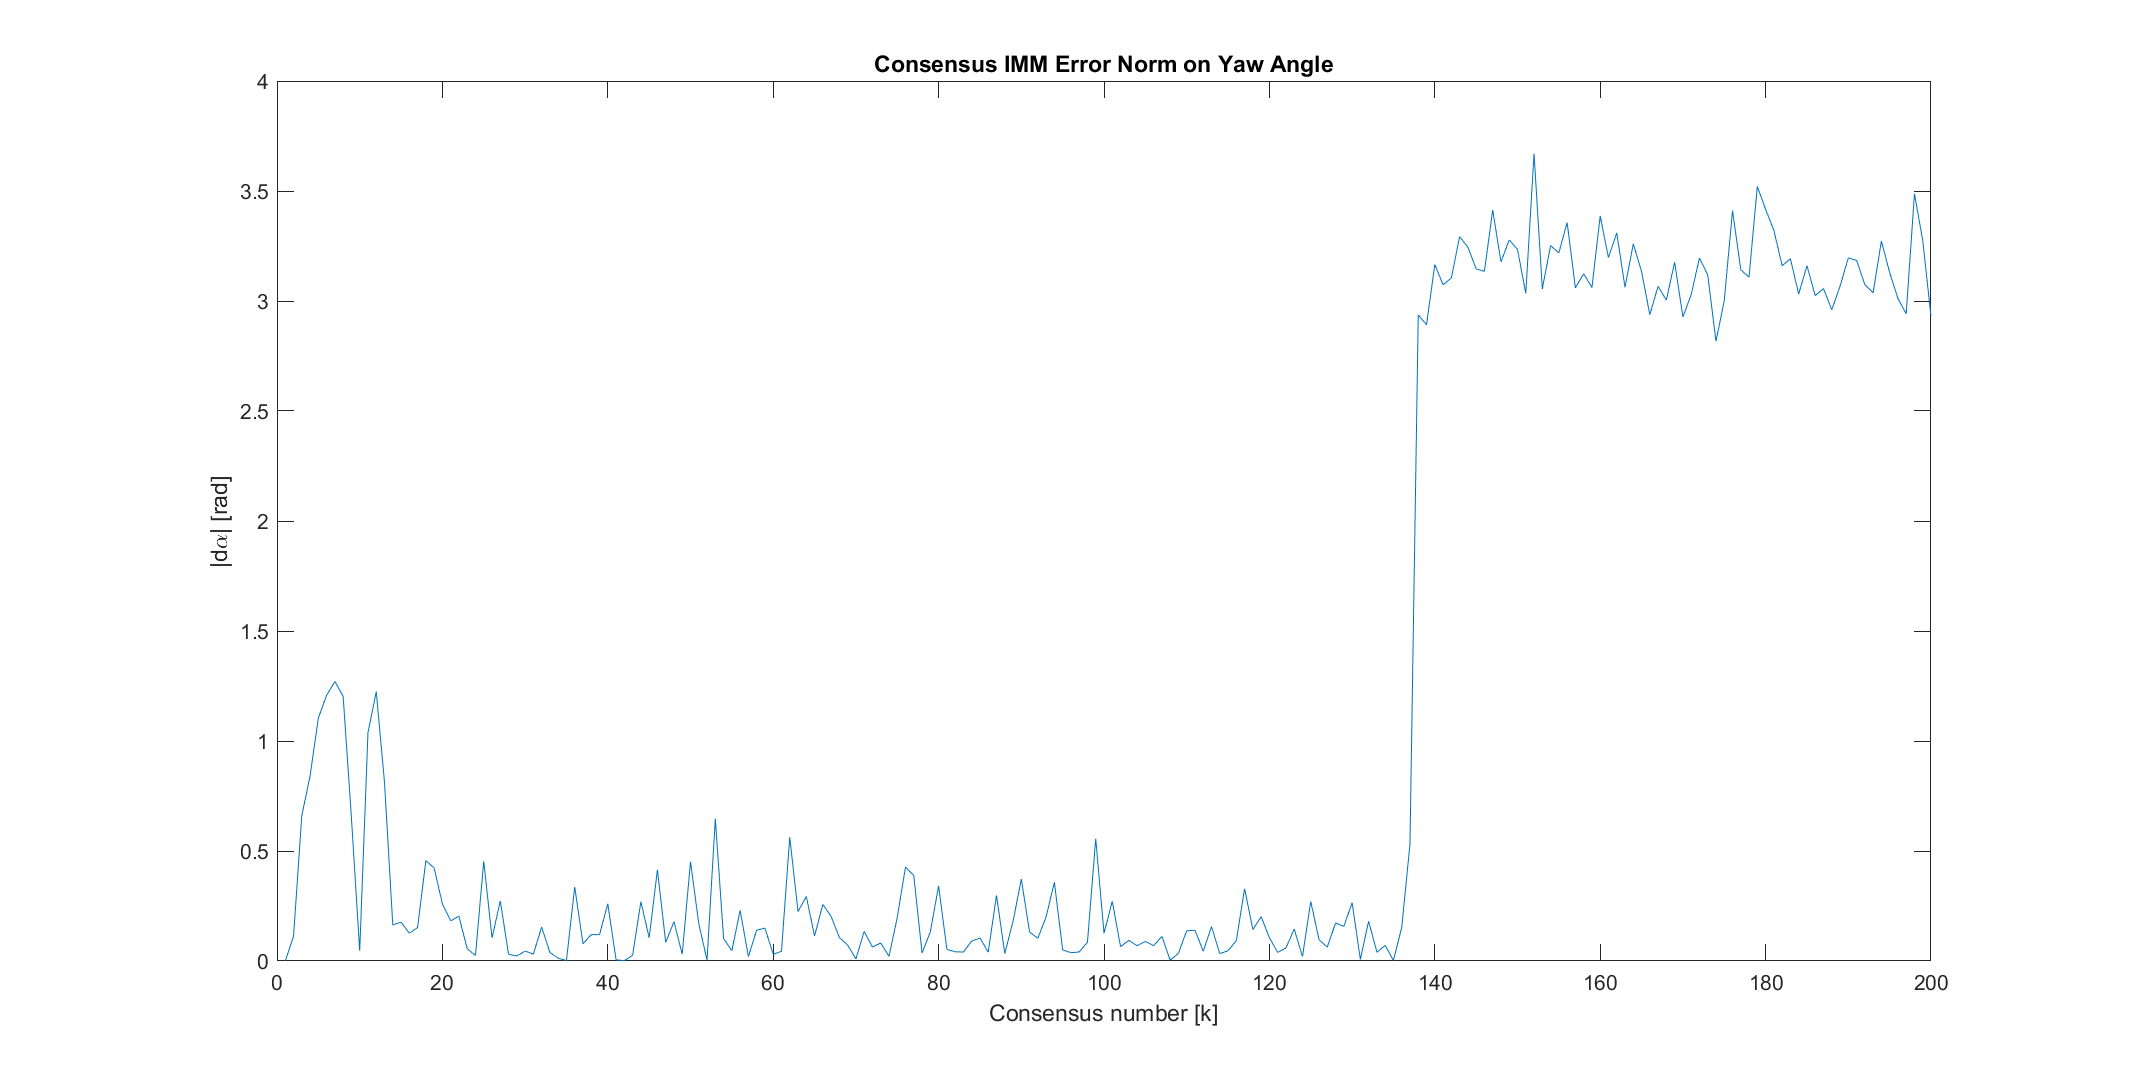 Consensus IMM Error Norm on Yaw Angle
4
3.5
3
2.5
2
1.5
1
0.5
0
|dα| [rad]
0 20 40 60 80 100 120 140 160 180 200
Consensus number [k]